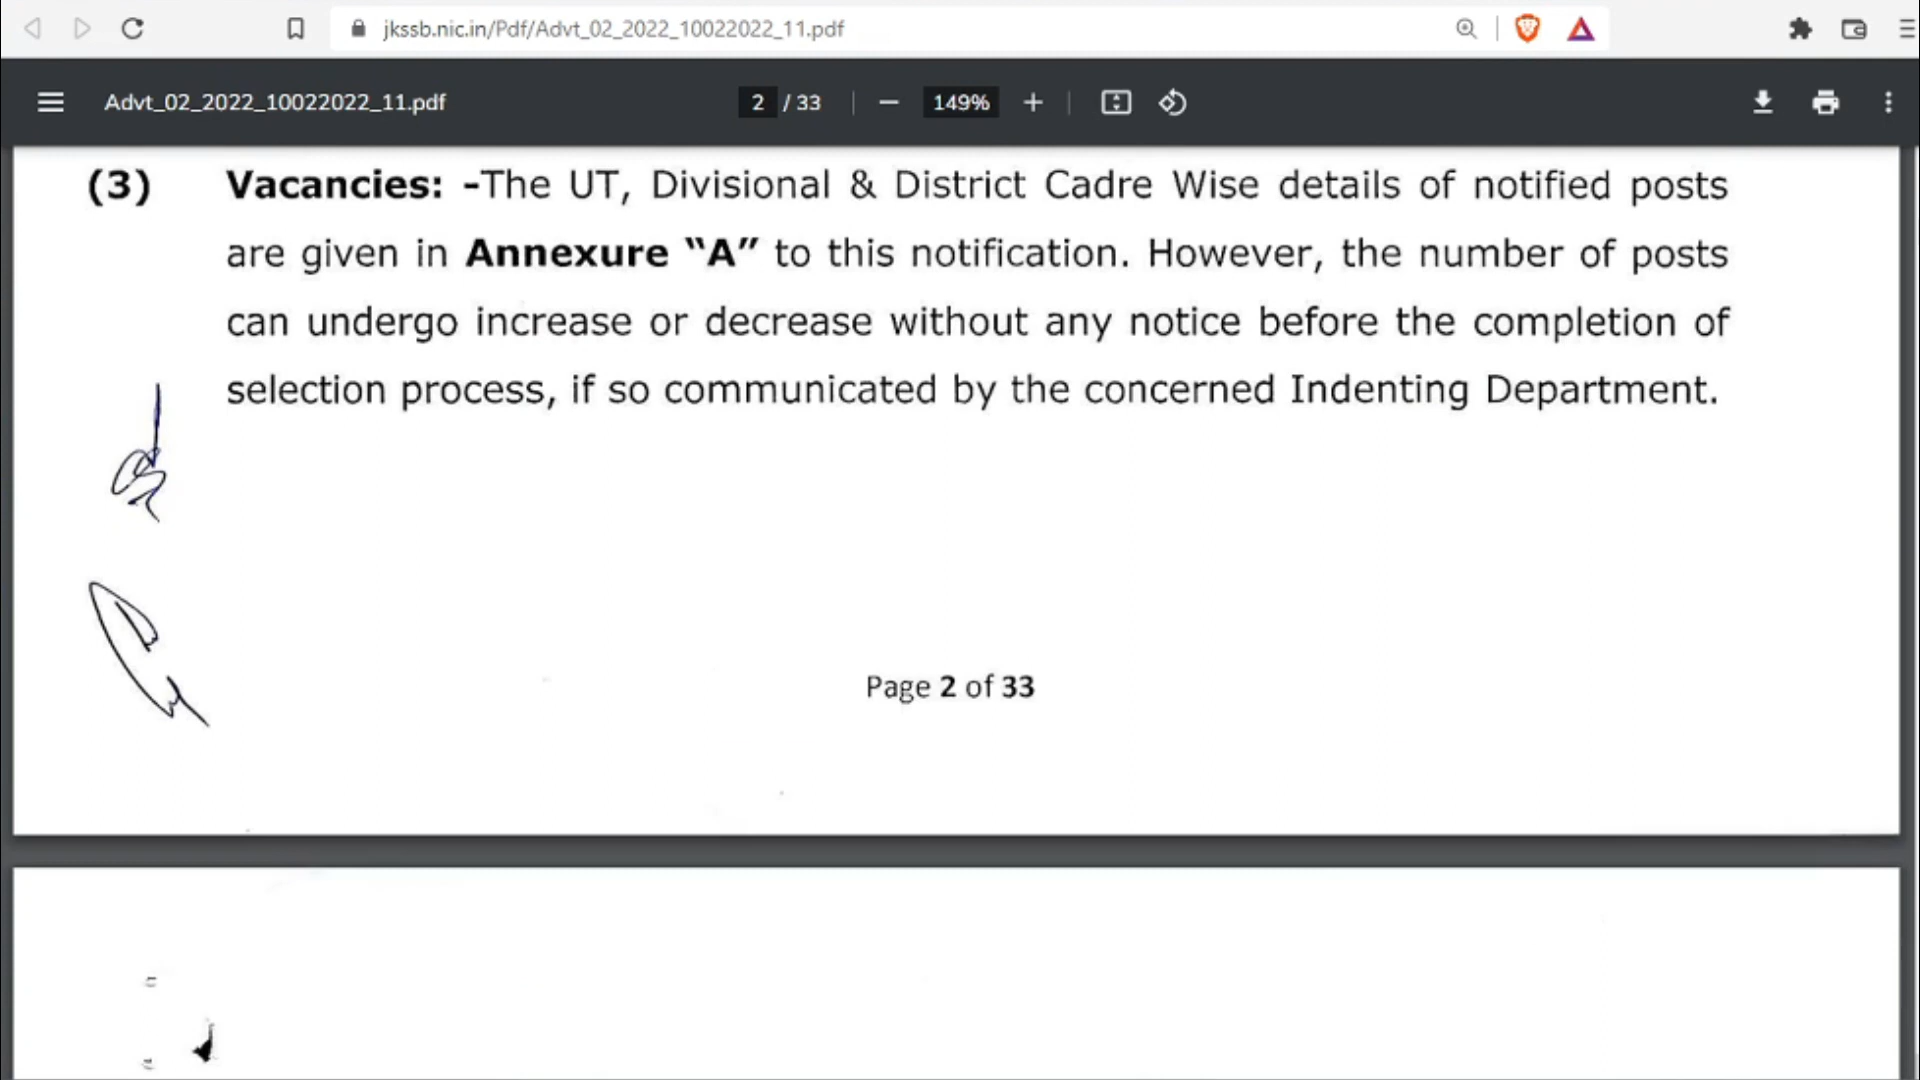 jkssb.nic.in/Pdf/Advt_02_2022_10022022_11.pdf
Advt_02_2022_10022022_11.pdf 2 / 33 149%
(3) Vacancies: -The UT, Divisional & District Cadre Wise details of notified posts
are given in Annexure “A” to this notification. However, the number of posts
can undergo increase or decrease without any notice before the completion of
selection process, if so communicated by the concerned Indenting Department.
Page 2 of 33